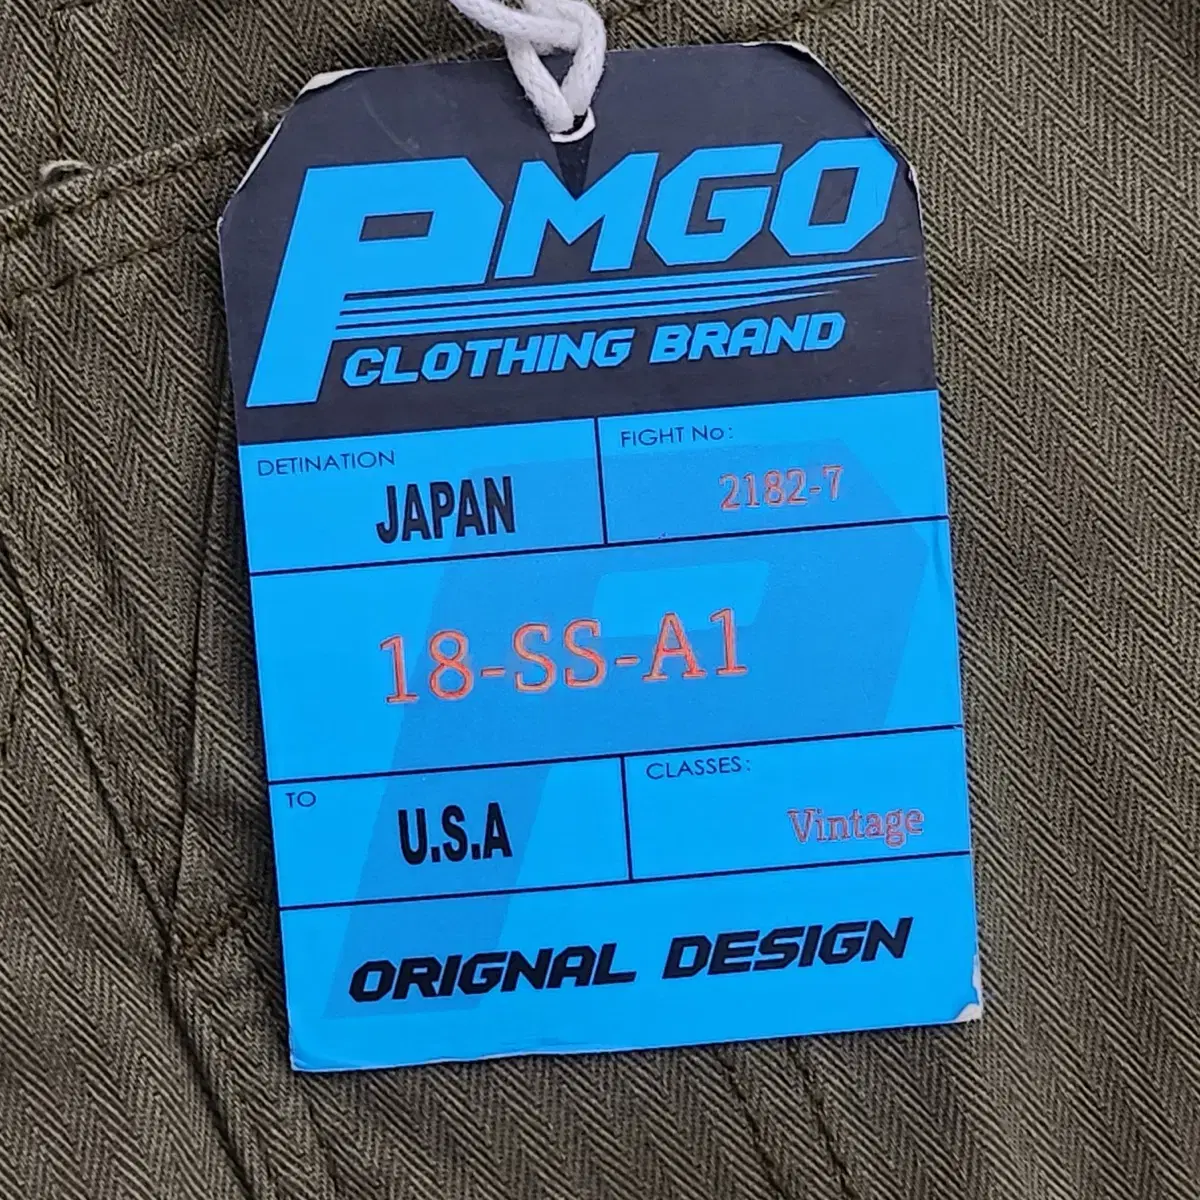 PMGO
CLOTHING BRAND
DETINATION
JAPAN
FIGHT No:
2182-7
18-SS-A1
TO
U.S.A
CLASSES:
Vintage
ORIGNAL DESIGN